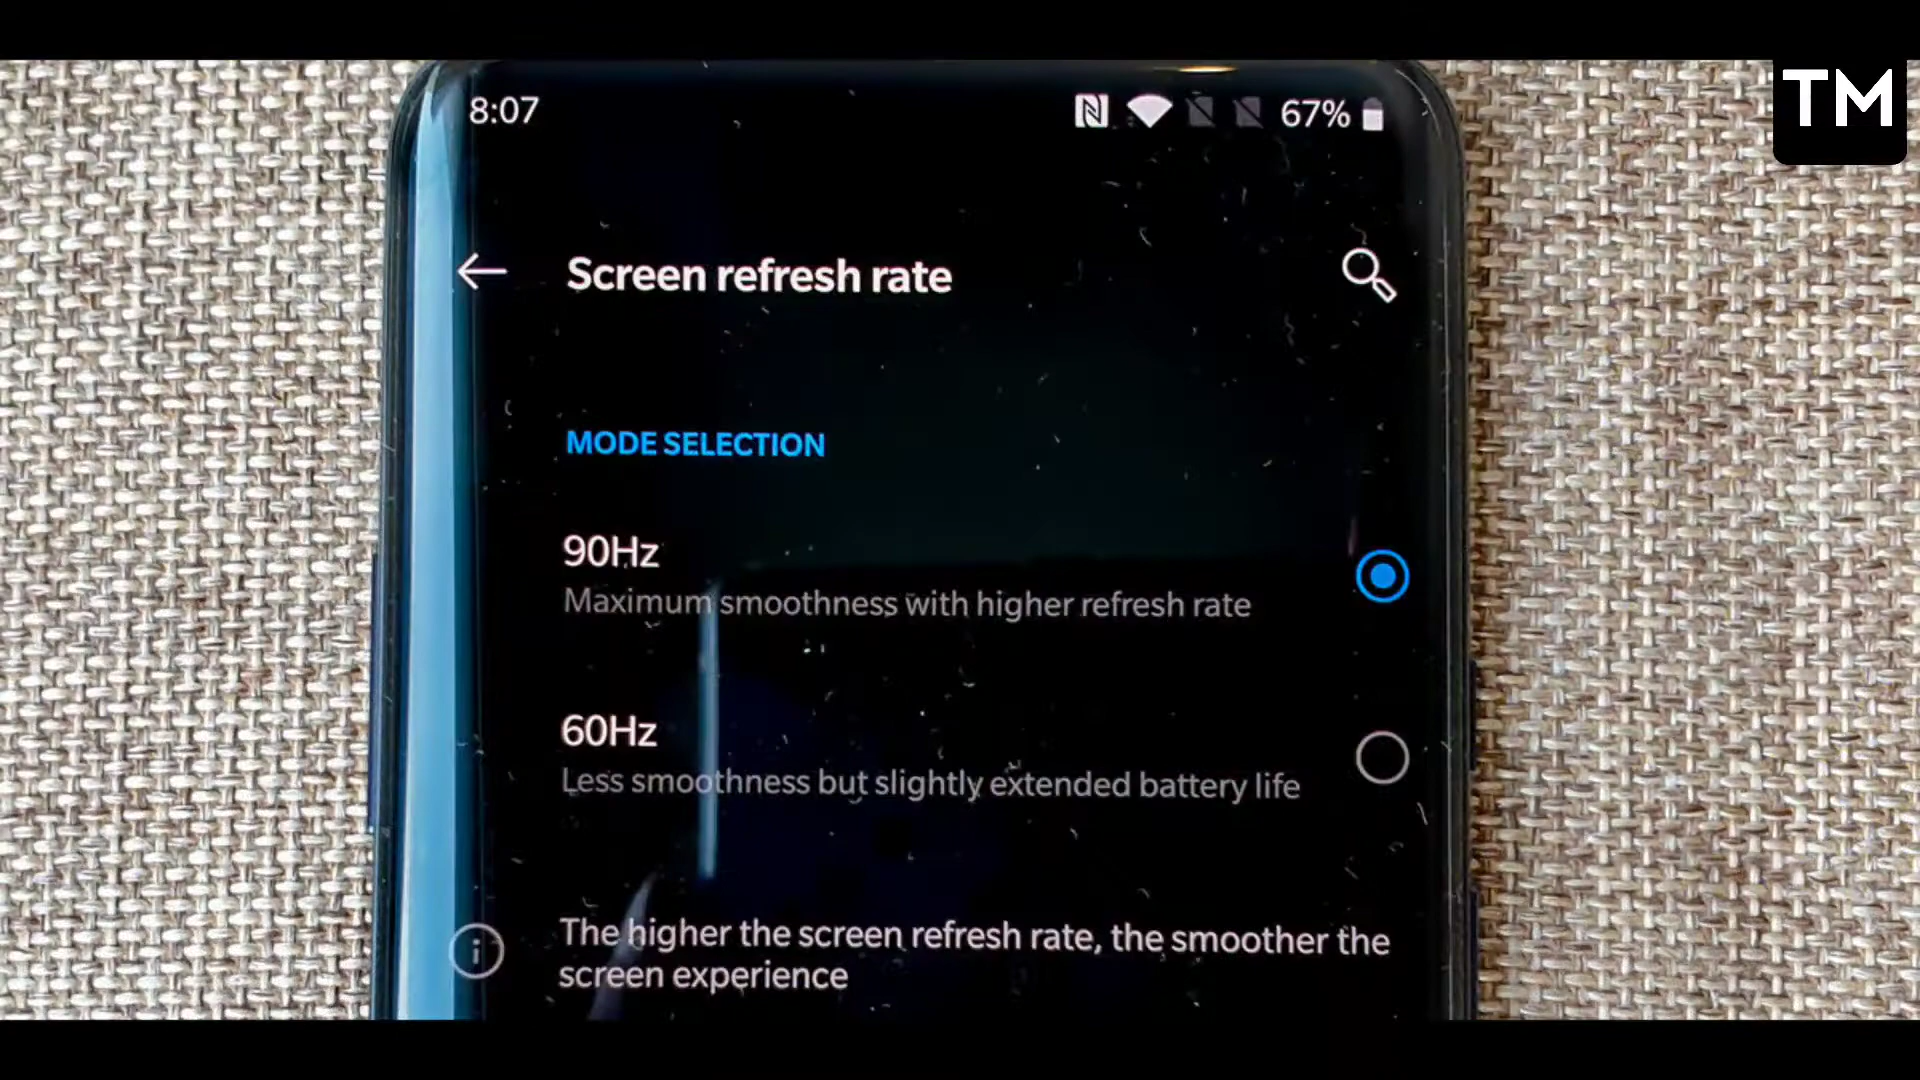 TM
8:07 67%
Screen refresh rate
MODE SELECTION
90Hz
Maximum smoothness with higher refresh rate
60Hz
Less smoothness but slightly extended battery life
The higher the screen refresh rate, the smoother the
screen experience